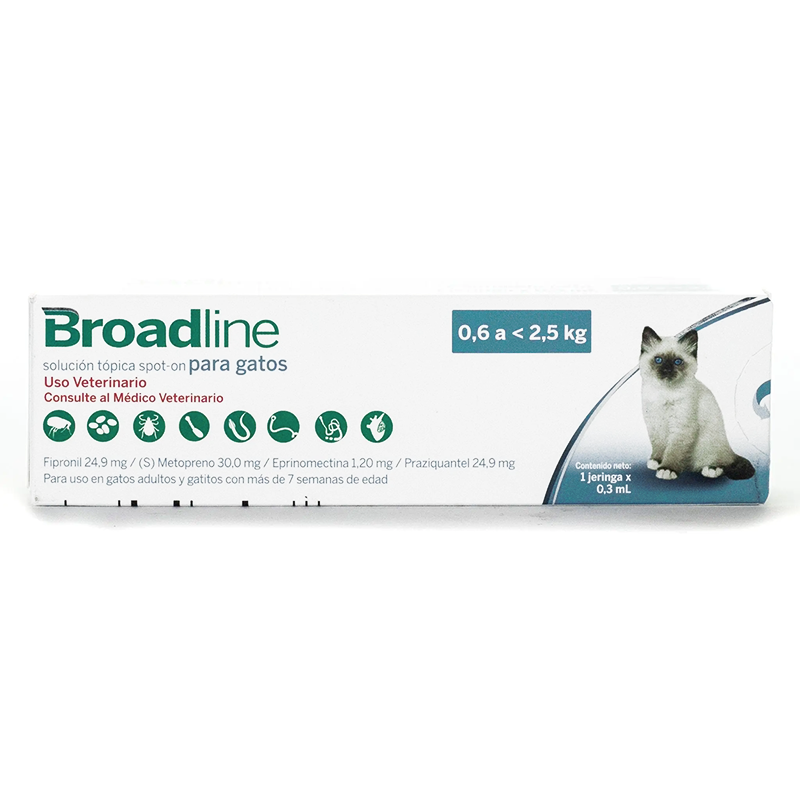 Broadline
0,6 a < 2,5 kg
solución tópica spot-on para gatos
Uso Veterinario
Consulte al Médico Veterinario
Fipronil 24,9 mg / (S) Metopreno 30,0 mg / Eprinomectina 1,20 mg / Praziquantel 24,9 mg
Para uso en gatos adultos y gatitos con más de 7 semanas de edad
Contenido neto:
1 jeringa x
0,3 mL